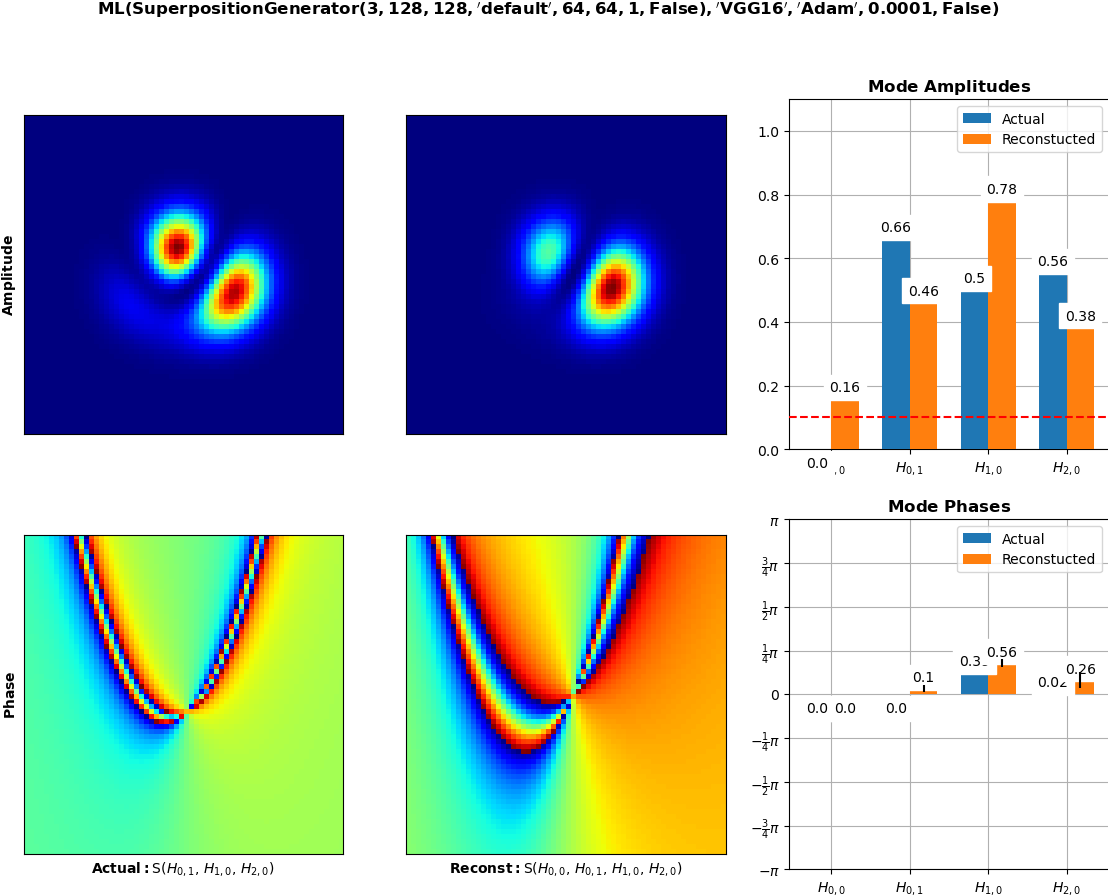 ML(SuperpositionGenerator(3, 128, 128, ′default′, 64, 64, 1, False), ′VGG16′, ′Adam′, 0.0001, False)
Amplitude
Mode Amplitudes
Actual
Reconstucted
1.0
0.8
0.6
0.4
0.2
0.0
0.0
0.16
0.66
0.46
0.5
0.78
0.56
0.38
,0
H0,1
H1,0
H2,0
Phase
Actual: S(H0,1, H1,0, H2,0)
Reconst: S(H0,0, H0,1, H1,0, H2,0)
Mode Phases
Actual
Reconstucted
π
3/4π
1/2π
1/4π
0
−1/4π
−1/2π
−3/4π
−π
0.0
0.0
0.0
0.1
0.56
0.02
0.26
H0,0
H0,1
H1,0
H2,0